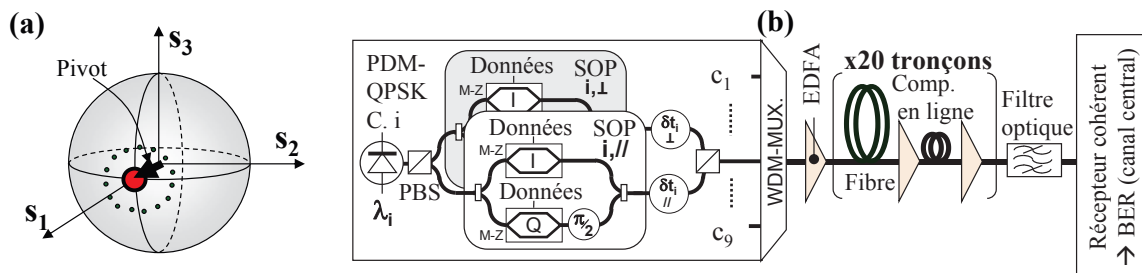 (a)
s3
Pivot
s2
s1
PDM-
QPSK
C. i
λi
PBS
Données
SOP
i,⊥
M-Z
I
Données
SOP
i,//
M-Z
I
Données
M-Z
Q
π/2
δti
⊥
δti
//
c1
c9
WDM-MUX.
(b)
EDFA
x20 tronçons
Comp.
en ligne
Fibre
Filtre
optique
Récepteur cohérent
→ BER (canal central)